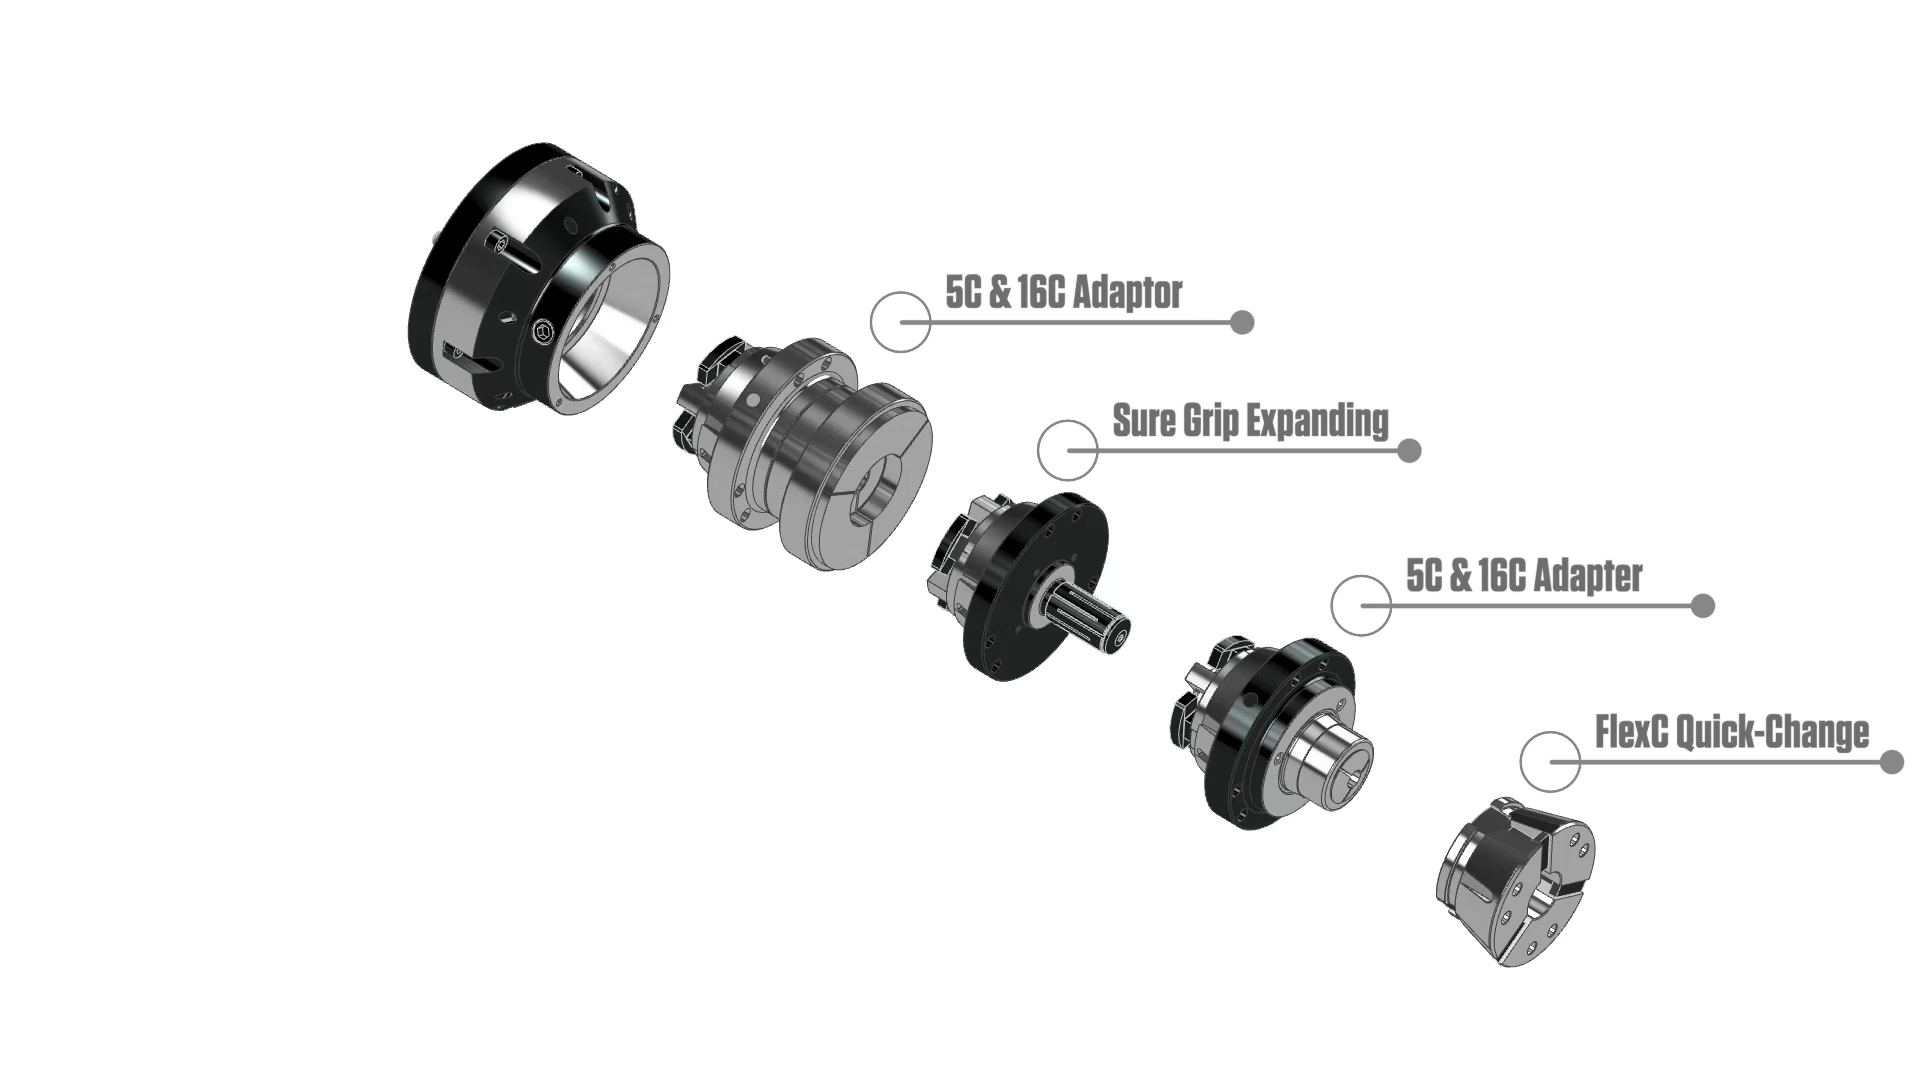 5C & 16C Adaptor
Sure Grip Expanding
5C & 16C Adapter
FlexC Quick-Change